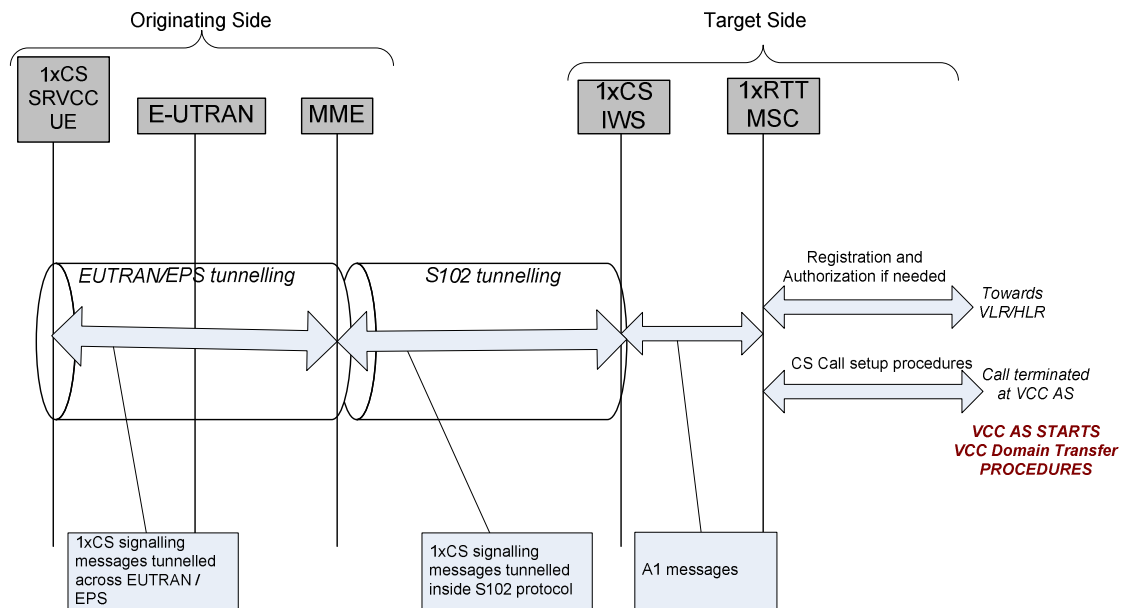 Originating Side
Target Side
1xCS
SRVCC
UE
E-UTRAN
MME
1xCS
IWS
1xRTT
MSC
EUTRAN/EPS tunnelling
S102 tunnelling
Registration and
Authorization if needed
Towards
VLR/HLR
CS Call setup procedures
Call terminated
at VCC AS
VCC AS STARTS
VCC Domain Transfer
PROCEDURES
1xCS signalling
messages tunnelled
across EUTRAN /
EPS
1xCS signalling
messages tunnelled
inside S102 protocol
A1 messages